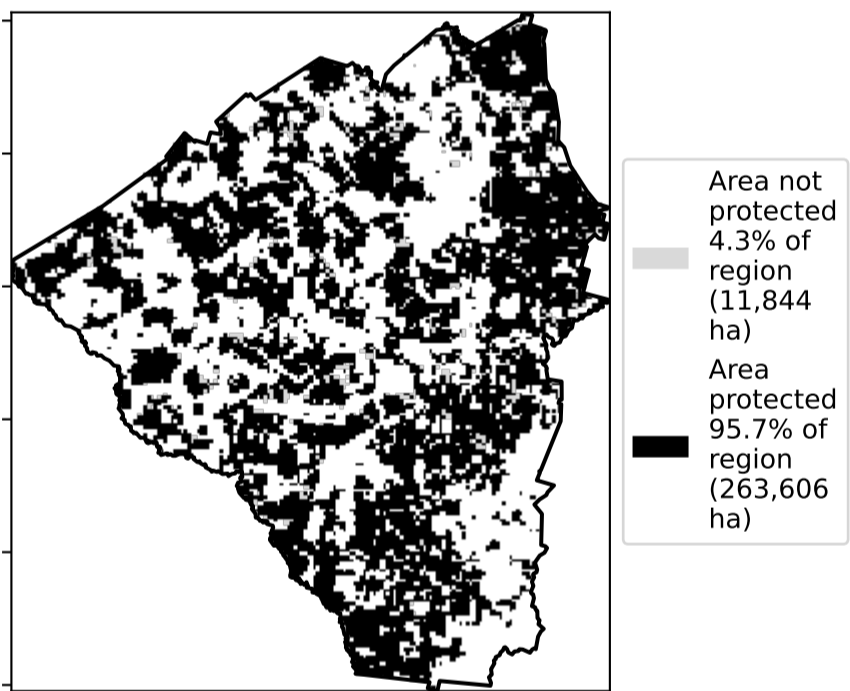 Area not
protected
4.3% of
region
(11,844
ha)
Area
protected
95.7% of
region
(263,606
ha)